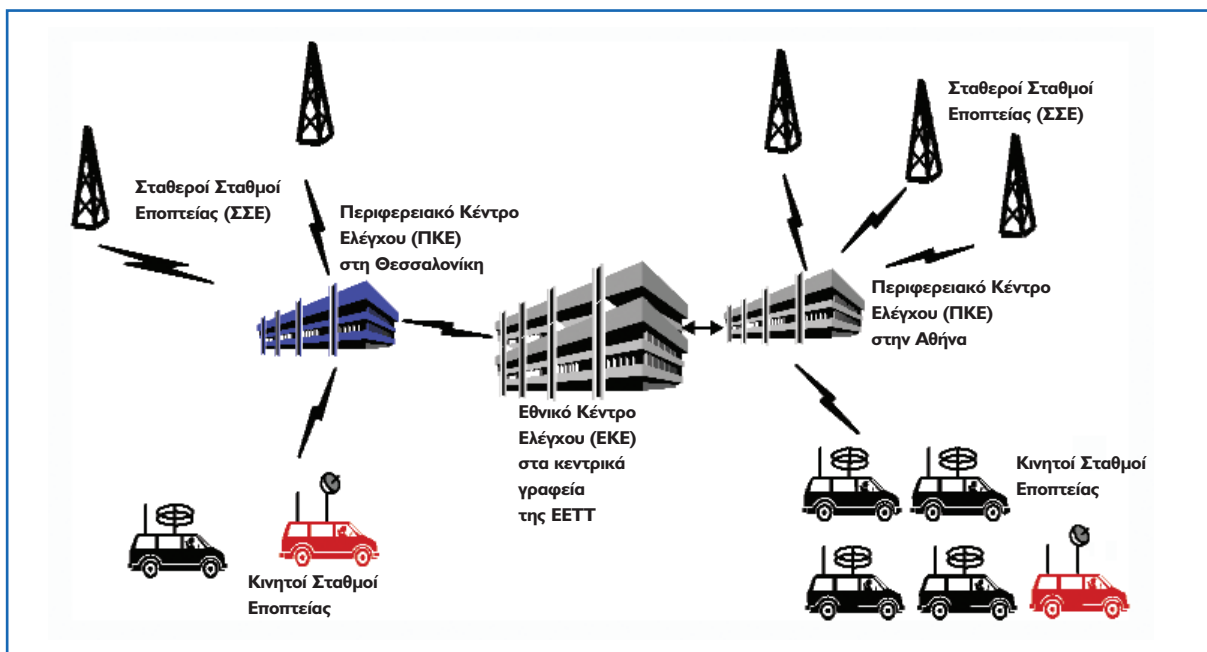 Σταθεροί Σταθμοί
Εποπτείας (ΣΣΕ)
Περιφερειακό Κέντρο
Ελέγχου (ΠΚΕ)
στη Θεσσαλονίκη
Σταθεροί Σταθμοί
Εποπτείας (ΣΣΕ)
Περιφερειακό Κέντρο
Ελέγχου (ΠΚΕ)
στην Αθήνα
Εθνικό Κέντρο
Ελέγχου (ΕΚΕ)
στα κεντρικά
γραφεία
της ΕΕΤΤ
Κινητοί Σταθμοί
Εποπτείας
Κινητοί Σταθμοί
Εποπτείας